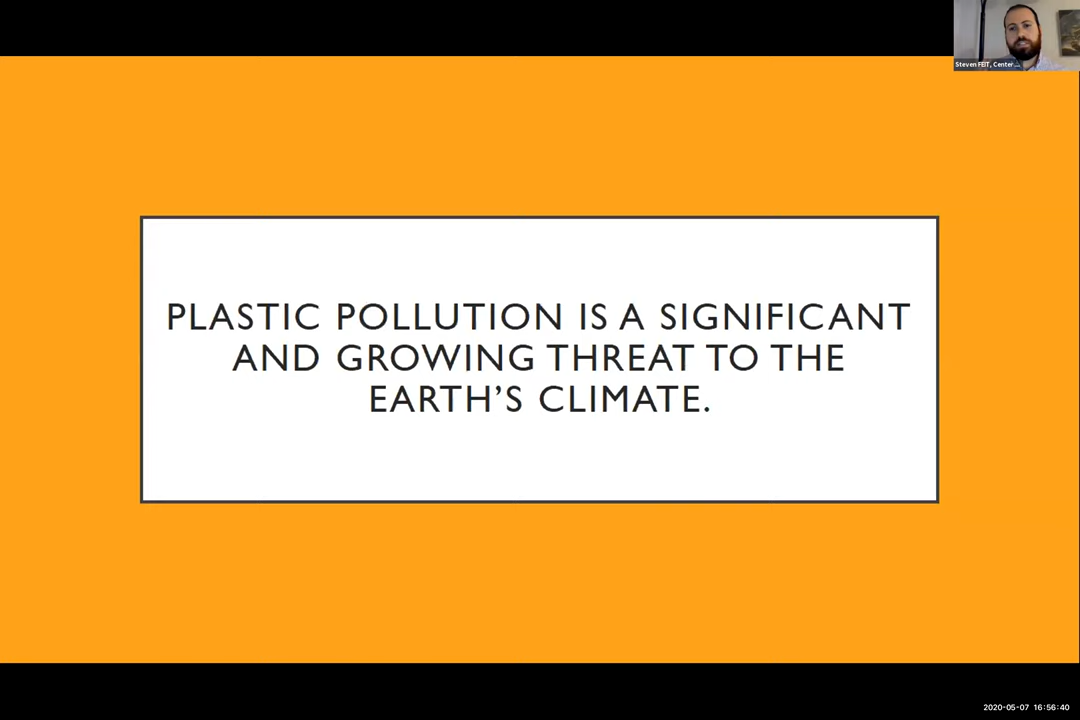 Steven FEIT, Center...
PLASTIC POLLUTION IS A SIGNIFICANT
AND GROWING THREAT TO THE
EARTH’S CLIMATE.
2020-05-07 16:56:40